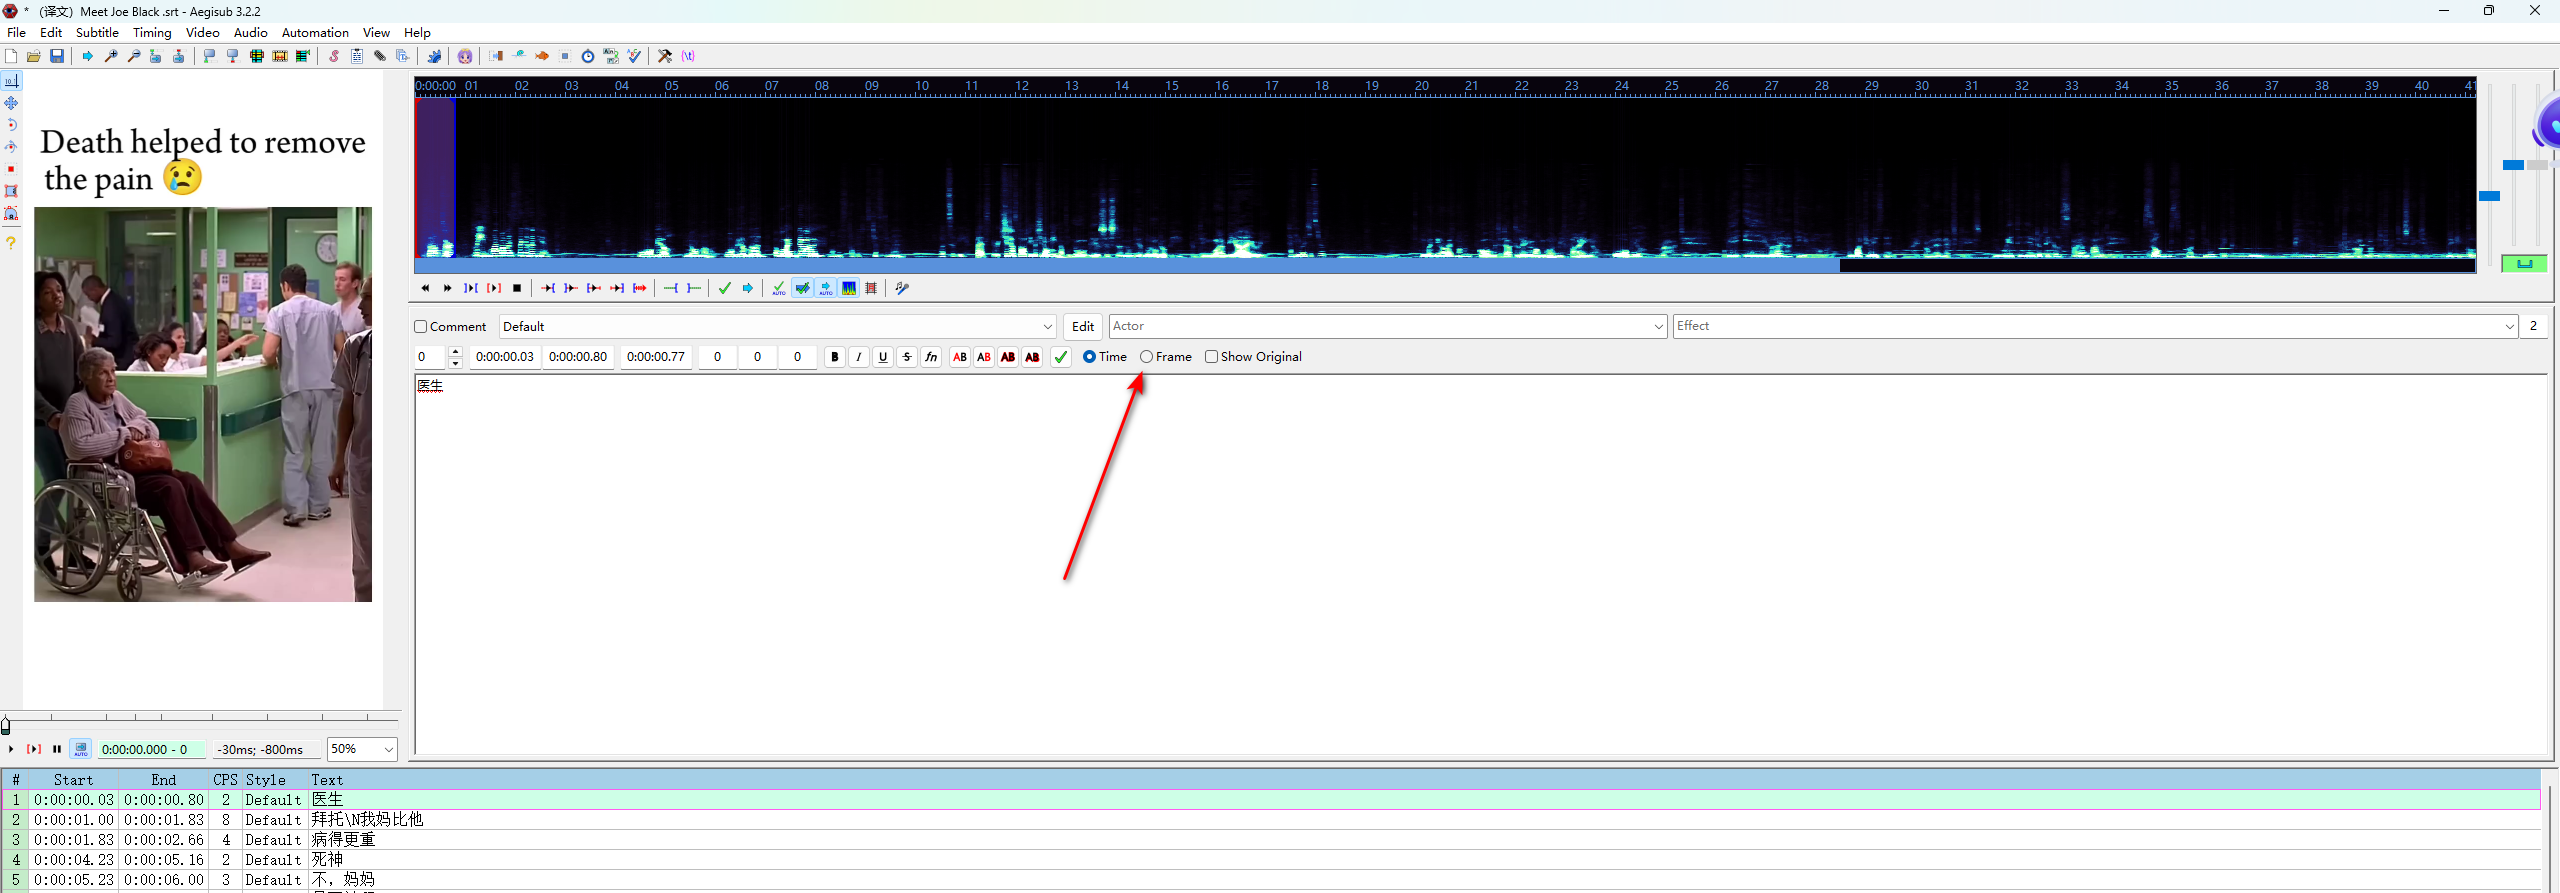 * （译文）Meet Joe Black .srt - Aegisub 3.2.2
File Edit Subtitle Timing Video Audio Automation View Help
Death helped to remove
the pain 😢
0:00:00 01 02 03 04 05 06 07 08 09 10 11 12 13 14 15 16 17 18 19 20 21 22 23 24 25 26 27 28 29 30 31 32 33 34 35 36 37 38 39 40 41
Comment Default Edit Actor Effect 2
0 0:00:00.03 0:00:00.80 0:00:00.77 0 0 0 B I U S fn AB AB AB AB Time Frame Show Original
医生
0:00:00.000 - 0 -30ms; -800ms 50%
# Start End CPS Style Text
1 0:00:00.03 0:00:00.80 2 Default 医生
2 0:00:01.00 0:00:01.83 8 Default 拜托\N我妈比他
3 0:00:01.83 0:00:02.66 4 Default 病得更重
4 0:00:04.23 0:00:05.16 2 Default 死神
5 0:00:05.23 0:00:06.00 3 Default 不，妈妈